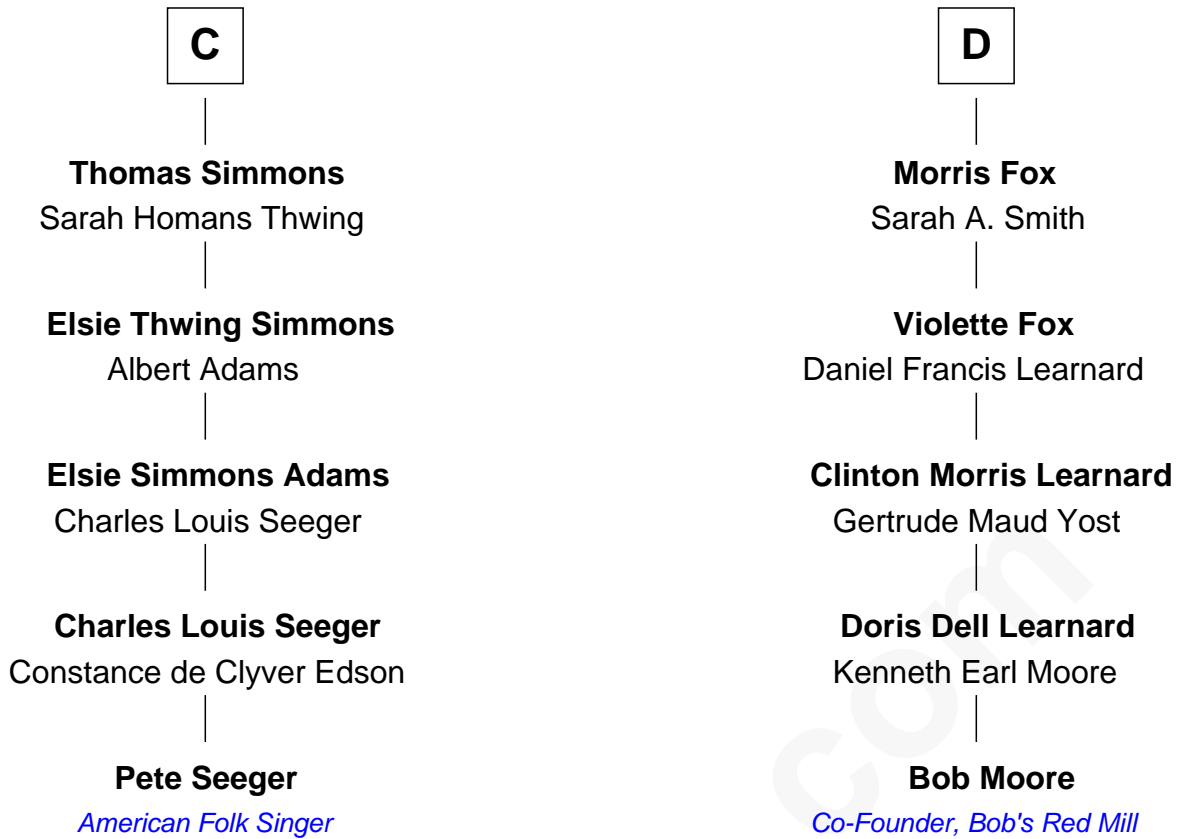 C
Thomas Simmons
Sarah Homans Thwing
Elsie Thwing Simmons
Albert Adams
Elsie Simmons Adams
Charles Louis Seeger
Charles Louis Seeger
Constance de Clyver Edson
Pete Seeger
American Folk Singer
D
Morris Fox
Sarah A. Smith
Violette Fox
Daniel Francis Learnard
Clinton Morris Learnard
Gertrude Maud Yost
Doris Dell Learnard
Kenneth Earl Moore
Bob Moore
Co-Founder, Bob's Red Mill
com